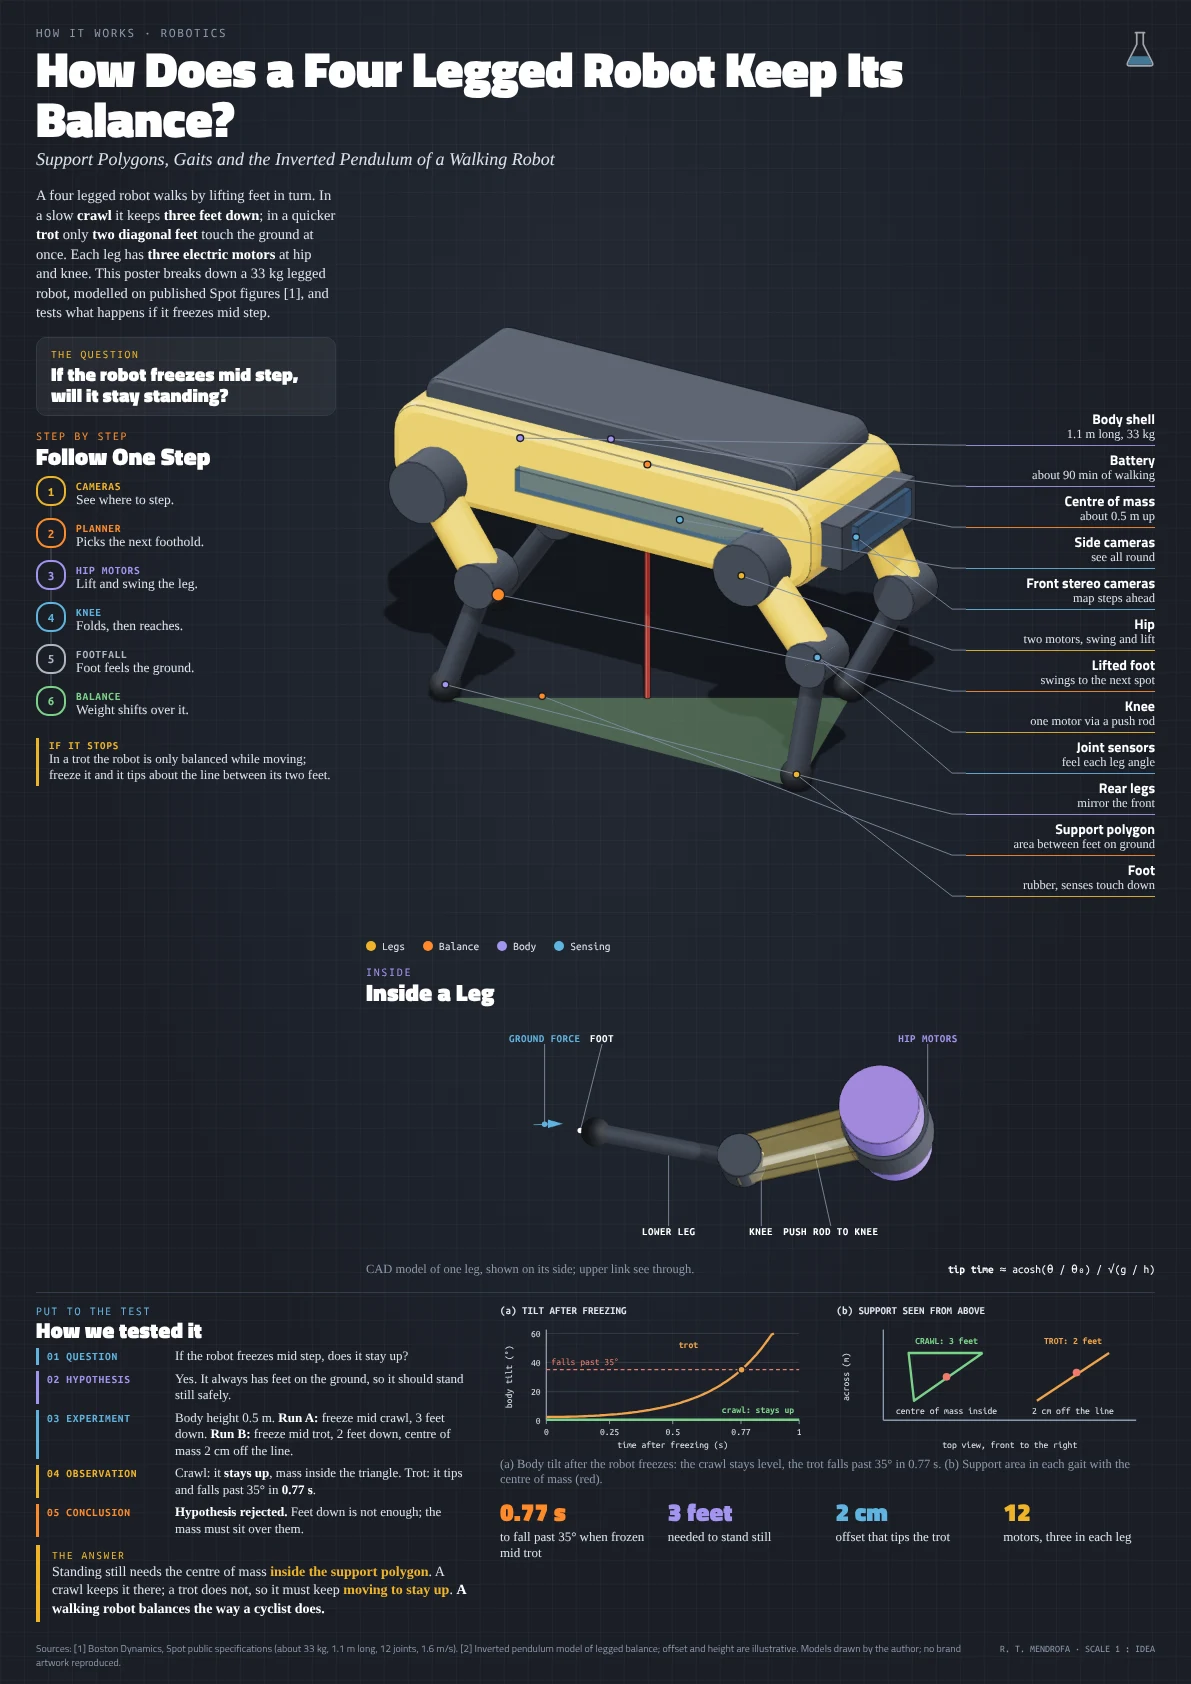 HOW IT WORKS · ROBOTICS
How Does a Four Legged Robot Keep Its
Balance?
Support Polygons, Gaits and the Inverted Pendulum of a Walking Robot
A four legged robot walks by lifting feet in turn. In
a slow crawl it keeps three feet down; in a quicker
trot only two diagonal feet touch the ground at
once. Each leg has three electric motors at hip
and knee. This poster breaks down a 33 kg legged
robot, modelled on published Spot figures [1], and
tests what happens if it freezes mid step.
THE QUESTION
If the robot freezes mid step,
will it stay standing?
STEP BY STEP
Follow One Step
1
CAMERAS
See where to step.
2
PLANNER
Picks the next foothold.
3
HIP MOTORS
Lift and swing the leg.
4
KNEE
Folds, then reaches.
5
FOOTFALL
Foot feels the ground.
6
BALANCE
Weight shifts over it.
IF IT STOPS
In a trot the robot is only balanced while moving;
freeze it and it tips about the line between its two feet.
Body shell
1.1 m long, 33 kg
Battery
about 90 min of walking
Centre of mass
about 0.5 m up
Side cameras
see all round
Front stereo cameras
map steps ahead
Hip
two motors, swing and lift
Lifted foot
swings to the next spot
Knee
one motor via a push rod
Joint sensors
feel each leg angle
Rear legs
mirror the front
Support polygon
area between feet on ground
Foot
rubber, senses touch down
Legs
Balance
Body
Sensing
INSIDE
Inside a Leg
GROUND FORCE
FOOT
HIP MOTORS
LOWER LEG
KNEE
PUSH ROD TO KNEE
CAD model of one leg, shown on its side; upper link see through.
tip time ≈ acosh(θ / θ₀) / √(g / h)
PUT TO THE TEST
How we tested it
01 QUESTION
If the robot freezes mid step, does it stay up?
02 HYPOTHESIS
Yes. It always has feet on the ground, so it should stand
still safely.
03 EXPERIMENT
Body height 0.5 m. Run A: freeze mid crawl, 3 feet
down. Run B: freeze mid trot, 2 feet down, centre of
mass 2 cm off the line.
04 OBSERVATION
Crawl: it stays up, mass inside the triangle. Trot: it tips
and falls past 35° in 0.77 s.
05 CONCLUSION
Hypothesis rejected. Feet down is not enough; the
mass must sit over them.
THE ANSWER
Standing still needs the centre of mass inside the support polygon. A
crawl keeps it there; a trot does not, so it must keep moving to stay up. A
walking robot balances the way a cyclist does.
(a) TILT AFTER FREEZING
body tilt (°)
60
40
20
0
trot
falls past 35°
crawl: stays up
0
0.25
0.5
0.77
1
time after freezing (s)
(b) SUPPORT SEEN FROM ABOVE
across (m)
CRAWL: 3 feet
TROT: 2 feet
centre of mass inside
2 cm off the line
top view, front to the right
(a) Body tilt after the robot freezes: the crawl stays level, the trot falls past 35° in 0.77 s. (b) Support area in each gait with the
centre of mass (red).
0.77 s
to fall past 35° when frozen
mid trot
3 feet
needed to stand still
2 cm
offset that tips the trot
12
motors, three in each leg
Sources: [1] Boston Dynamics, Spot public specifications (about 33 kg, 1.1 m long, 12 joints, 1.6 m/s). [2] Inverted pendulum model of legged balance; offset and height are illustrative. Models drawn by the author; no brand
artwork reproduced.
R. T. MENDROFA · SCALE 1 : IDEA